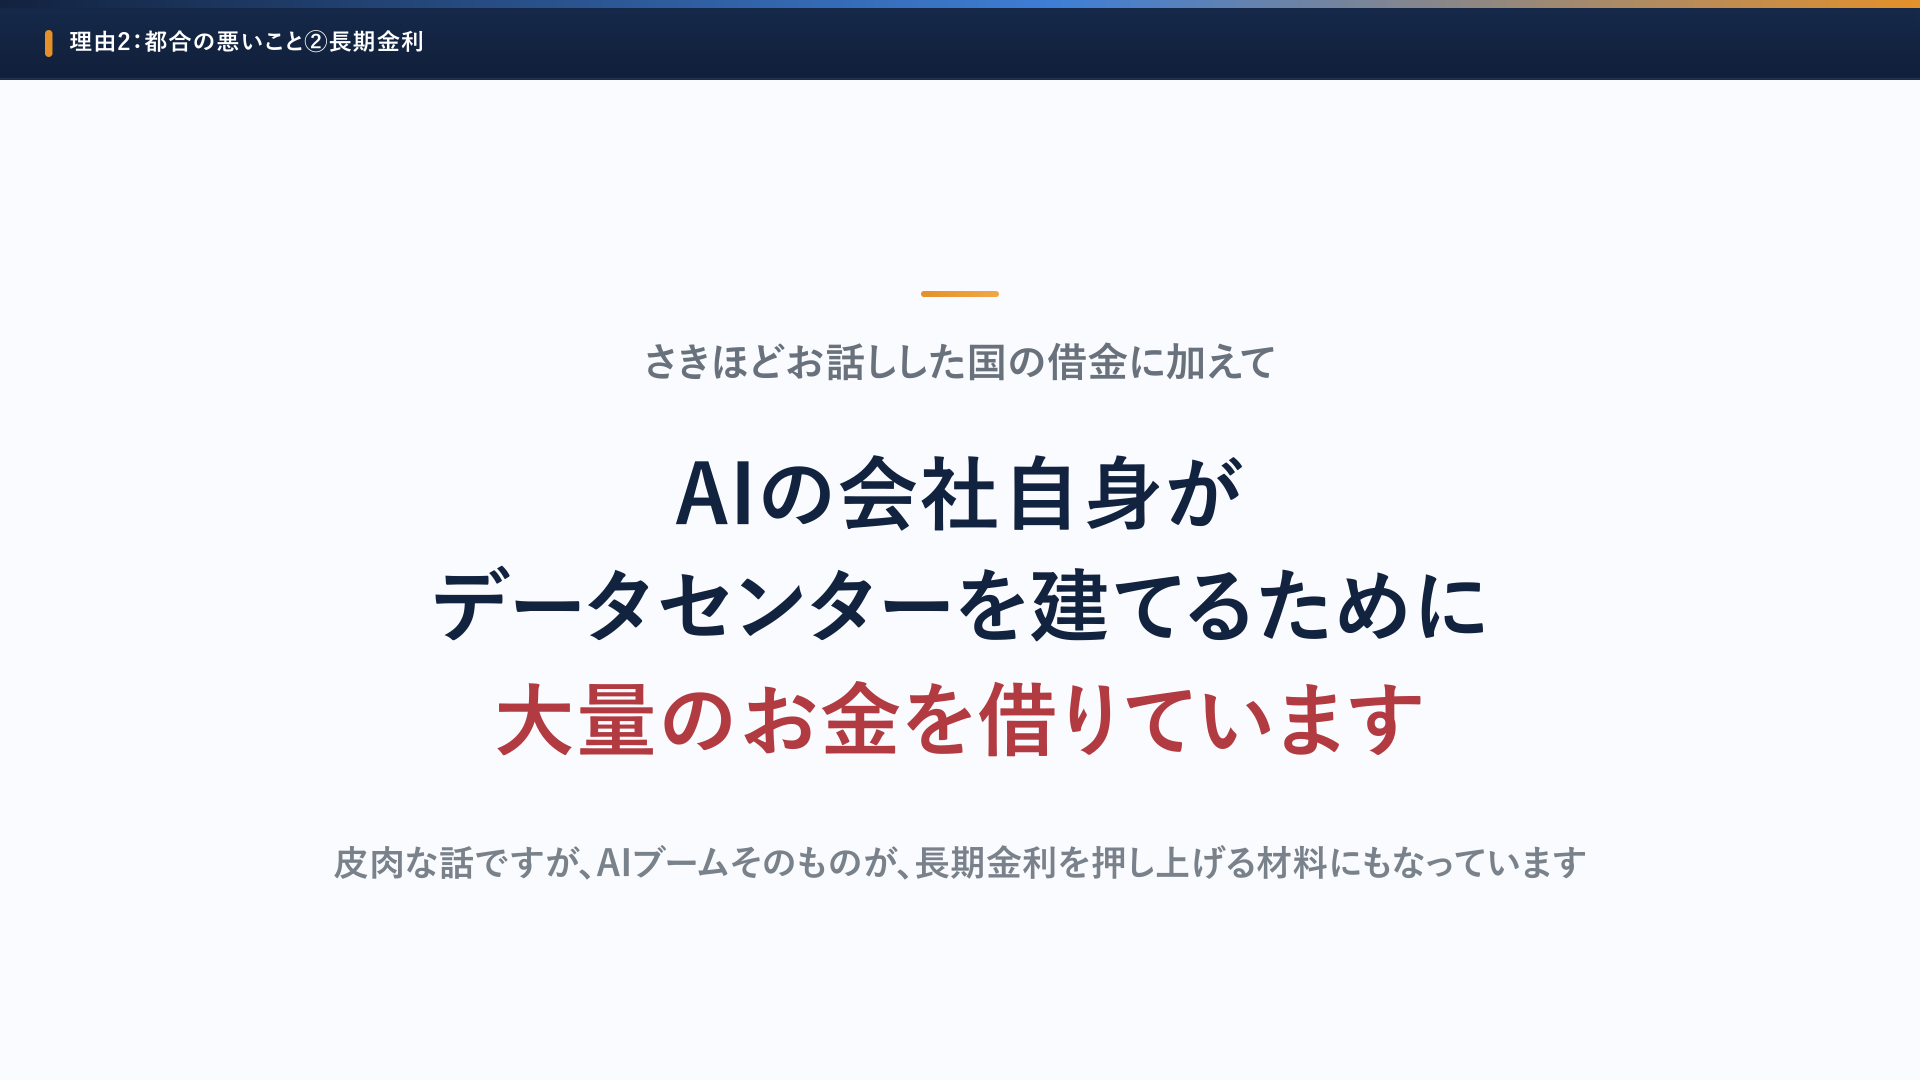 理由2：都合の悪いこと②長期金利
さきほどお話しした国の借金に加えて
AIの会社自身が
データセンターを建てるために
大量のお金を借りています
皮肉な話ですが、AIブームそのものが、長期金利を押し上げる材料にもなっています